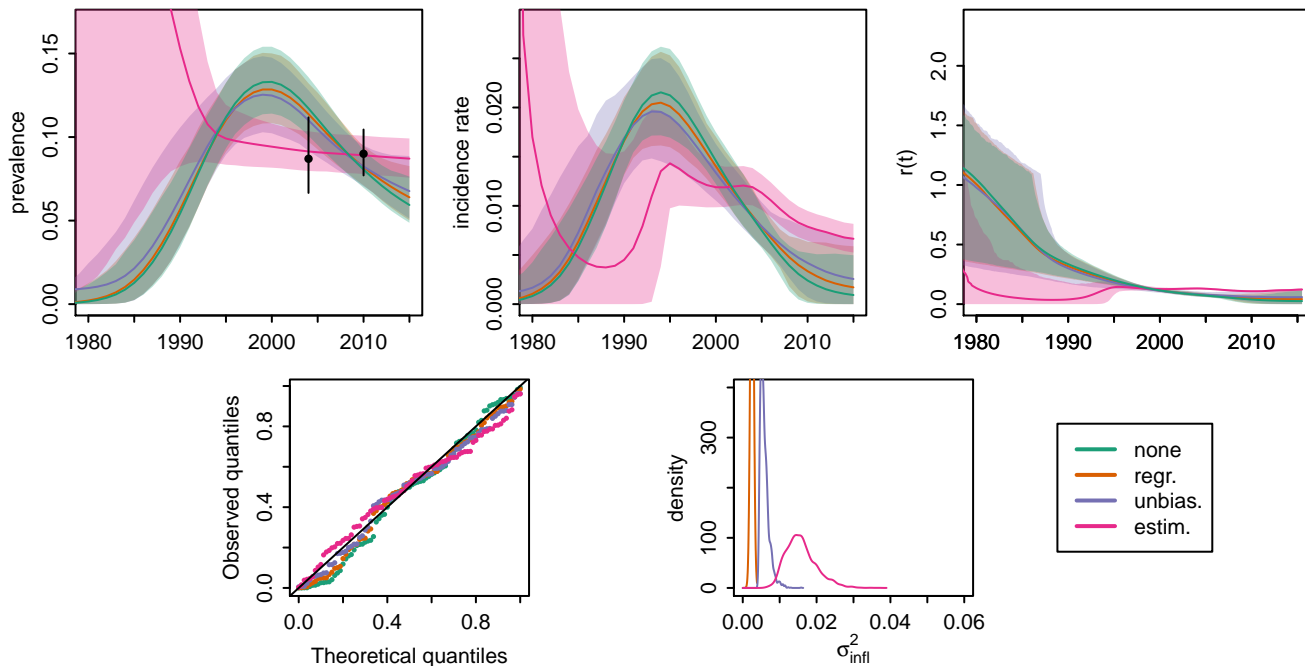 prevalence
0.00 0.05 0.10 0.15
1980 1990 2000 2010
incidence rate
0.000 0.010 0.020
1980 1990 2000 2010
r(t)
0.0 0.5 1.0 1.5 2.0
1980 1990 2000 2010
Observed quantiles
0.0 0.4 0.8
0.0 0.4 0.8
Theoretical quantiles
density
0 100 300
0.00 0.02 0.04 0.06
σ²infl
none
regr.
unbias.
estim.